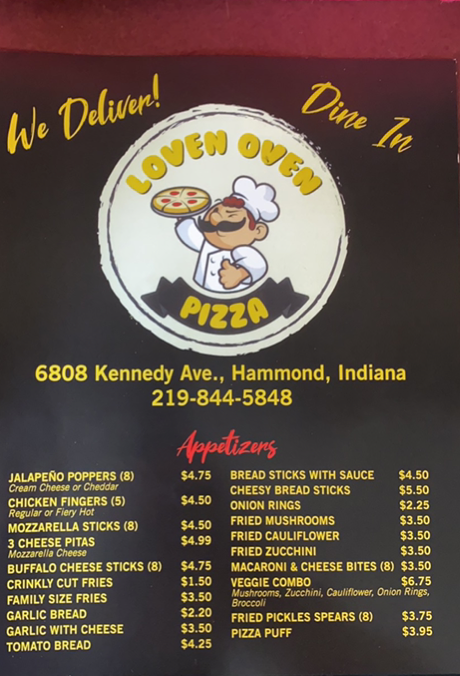 We Deliver!
Dine In
LOVEN OVEN
PIZZA
6808 Kennedy Ave., Hammond, Indiana
219-844-5848
Appetizers
JALAPEÑO POPPERS (8) $4.75
Cream Cheese or Cheddar
CHICKEN FINGERS (5) $4.50
Regular or Fiery Hot
MOZZARELLA STICKS (8) $4.50
3 CHEESE PITAS $4.99
Mozzarella Cheese
BUFFALO CHEESE STICKS (8) $4.75
CRINKLY CUT FRIES $1.50
FAMILY SIZE FRIES $3.50
GARLIC BREAD $2.20
GARLIC WITH CHEESE $3.50
TOMATO BREAD $4.25
BREAD STICKS WITH SAUCE $4.50
CHEESY BREAD STICKS $5.50
ONION RINGS $2.25
FRIED MUSHROOMS $3.50
FRIED CAULIFLOWER $3.50
FRIED ZUCCHINI $3.50
MACARONI & CHEESE BITES (8) $3.50
VEGGIE COMBO $6.75
Mushrooms, Zucchini, Cauliflower, Onion Rings,
Broccoli
FRIED PICKLES SPEARS (8) $3.75
PIZZA PUFF $3.95